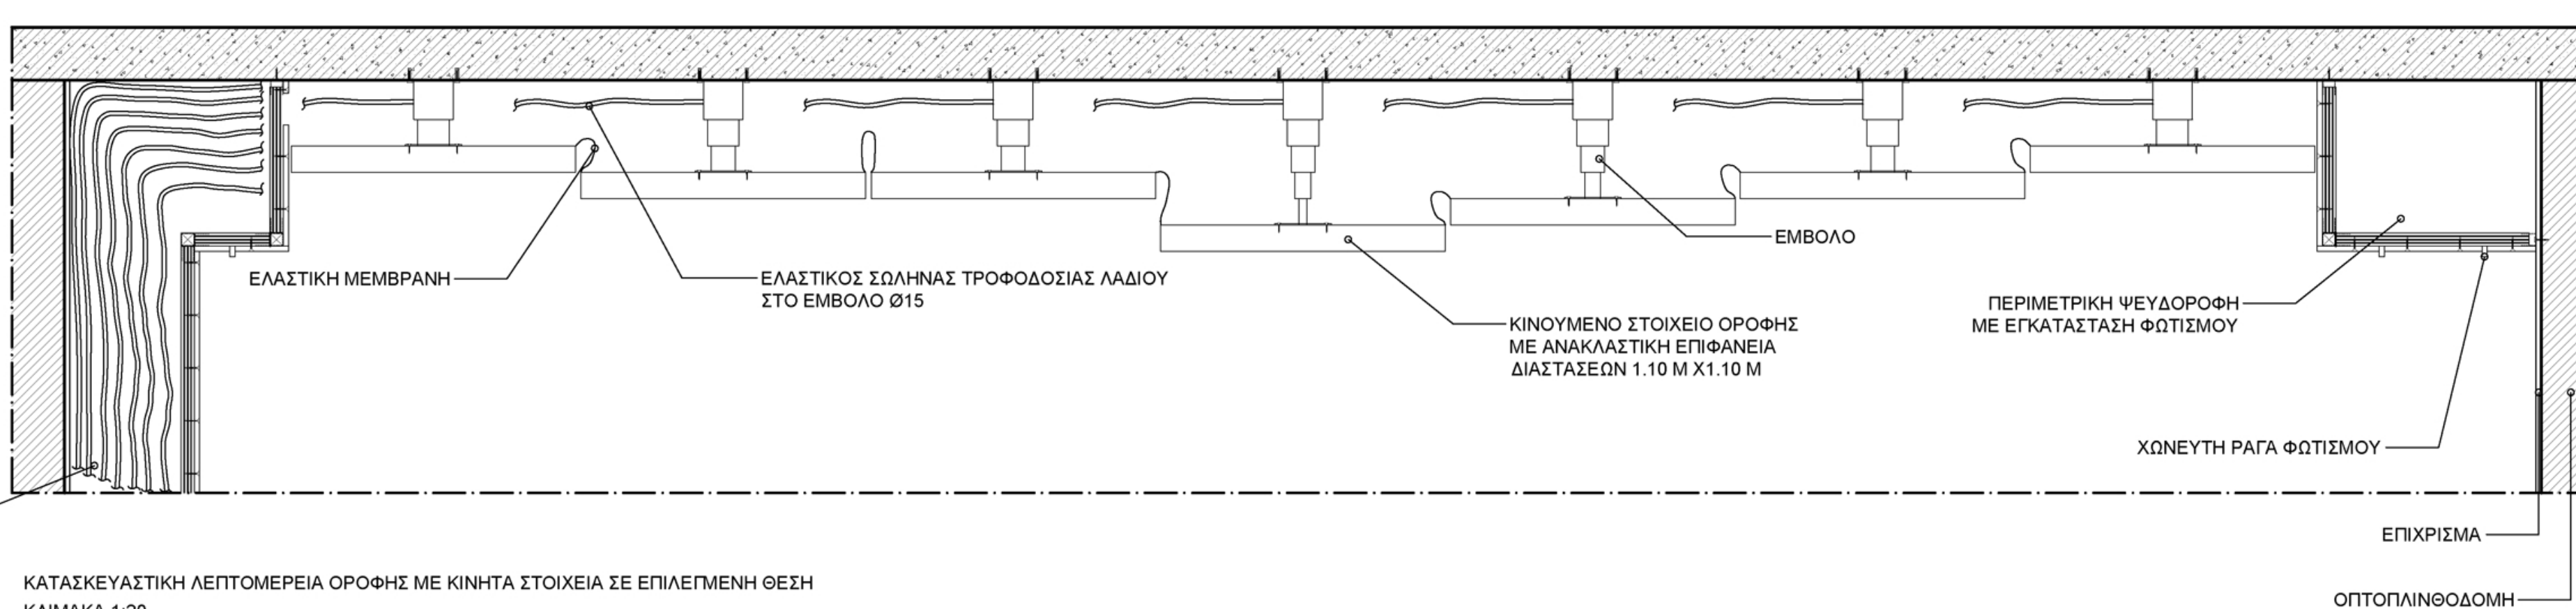 ΕΜΒΟΛΟ
ΕΛΑΣΤΙΚΗ ΜΕΜΒΡΑΝΗ
ΕΛΑΣΤΙΚΟΣ ΣΩΛΗΝΑΣ ΤΡΟΦΟΔΟΣΙΑΣ ΛΑΔΙΟΥ
ΣΤΟ ΕΜΒΟΛΟ Ø15
ΚΙΝΟΥΜΕΝΟ ΣΤΟΙΧΕΙΟ ΟΡΟΦΗΣ
ΜΕ ΑΝΑΚΛΑΣΤΙΚΗ ΕΠΙΦΑΝΕΙΑ
ΔΙΑΣΤΑΣΕΩΝ 1.10 Μ Χ1.10 Μ
ΠΕΡΙΜΕΤΡΙΚΗ ΨΕΥΔΟΡΟΦΗ
ΜΕ ΕΓΚΑΤΑΣΤΑΣΗ ΦΩΤΙΣΜΟΥ
ΧΩΝΕΥΤΗ ΡΑΓΑ ΦΩΤΙΣΜΟΥ
ΕΠΙΧΡΙΣΜΑ
ΟΠΤΟΠΛΙΝΘΟΔΟΜΗ
ΚΑΤΑΣΚΕΥΑΣΤΙΚΗ ΛΕΠΤΟΜΕΡΕΙΑ ΟΡΟΦΗΣ ΜΕ ΚΙΝΗΤΑ ΣΤΟΙΧΕΙΑ ΣΕ ΕΠΙΛΕΓΜΕΝΗ ΘΕΣΗ